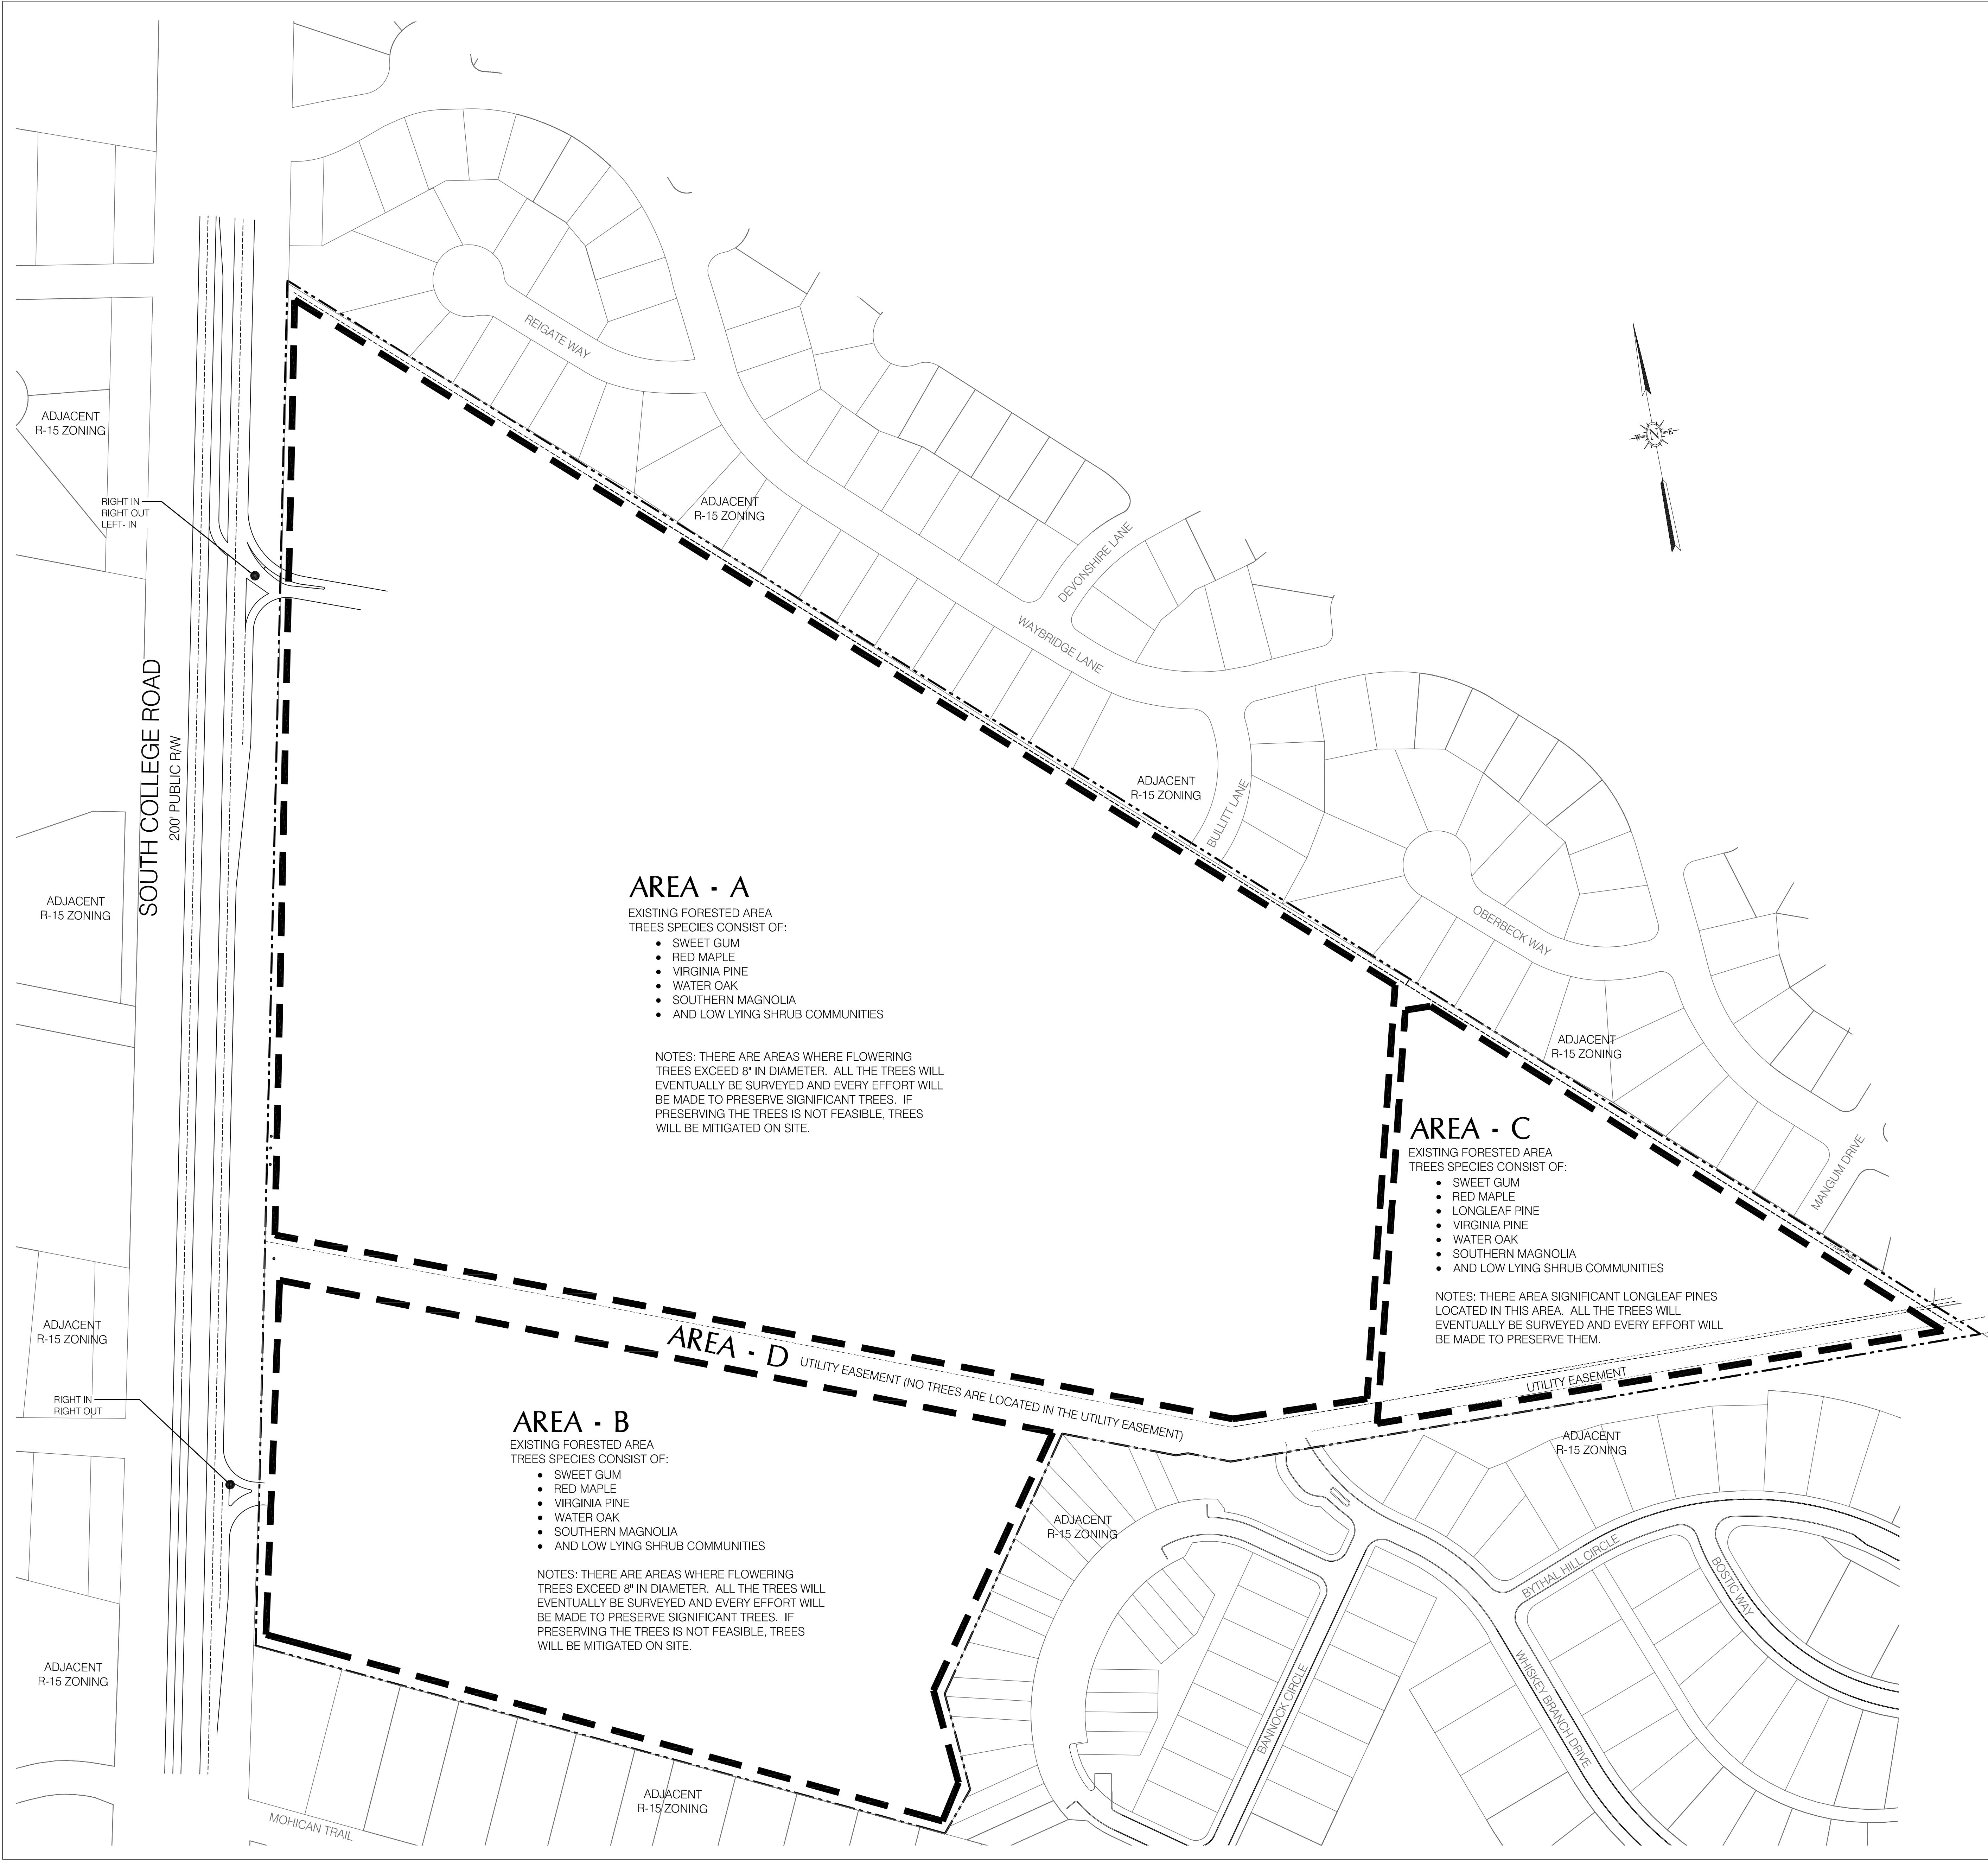 REIGATE WAY
ADJACENT
R-15 ZONING
RIGHT IN
RIGHT OUT
LEFT- IN
ADJACENT
R-15 ZONING
DEVONSHIRE LANE
WAYBRIDGE LANE
W
N
E
SOUTH COLLEGE ROAD
200' PUBLIC R/W
ADJACENT
R-15 ZONING
BULLITT LANE
ADJACENT
R-15 ZONING
OBERBECK WAY
ADJACENT
R-15 ZONING
MANGUM DRIVE
AREA - A
EXISTING FORESTED AREA
TREES SPECIES CONSIST OF:
• SWEET GUM
• RED MAPLE
• VIRGINIA PINE
• WATER OAK
• SOUTHERN MAGNOLIA
• AND LOW LYING SHRUB COMMUNITIES
NOTES: THERE ARE AREAS WHERE FLOWERING
TREES EXCEED 8" IN DIAMETER. ALL THE TREES WILL
EVENTUALLY BE SURVEYED AND EVERY EFFORT WILL
BE MADE TO PRESERVE SIGNIFICANT TREES. IF
PRESERVING THE TREES IS NOT FEASIBLE, TREES
WILL BE MITIGATED ON SITE.
AREA - C
EXISTING FORESTED AREA
TREES SPECIES CONSIST OF:
• SWEET GUM
• RED MAPLE
• LONGLEAF PINE
• VIRGINIA PINE
• WATER OAK
• SOUTHERN MAGNOLIA
• AND LOW LYING SHRUB COMMUNITIES
NOTES: THERE AREA SIGNIFICANT LONGLEAF PINES
LOCATED IN THIS AREA. ALL THE TREES WILL
EVENTUALLY BE SURVEYED AND EVERY EFFORT WILL
BE MADE TO PRESERVE THEM.
UTILITY EASEMENT
ADJACENT
R-15 ZONING
AREA - D UTILITY EASEMENT (NO TREES ARE LOCATED IN THE UTILITY EASEMENT)
RIGHT IN
RIGHT OUT
AREA - B
EXISTING FORESTED AREA
TREES SPECIES CONSIST OF:
• SWEET GUM
• RED MAPLE
• VIRGINIA PINE
• WATER OAK
• SOUTHERN MAGNOLIA
• AND LOW LYING SHRUB COMMUNITIES
NOTES: THERE ARE AREAS WHERE FLOWERING
TREES EXCEED 8" IN DIAMETER. ALL THE TREES WILL
EVENTUALLY BE SURVEYED AND EVERY EFFORT WILL
BE MADE TO PRESERVE SIGNIFICANT TREES. IF
PRESERVING THE TREES IS NOT FEASIBLE, TREES
WILL BE MITIGATED ON SITE.
ADJACENT
R-15 ZONING
ADJACENT
R-15 ZONING
BYTHAL HILL CIRCLE
BOSTIC WAY
WHISKEY BRANCH DRIVE
BANNOCK CIRCLE
ADJACENT
R-15 ZONING
ADJACENT
R-15 ZONING
MOHICAN TRAIL